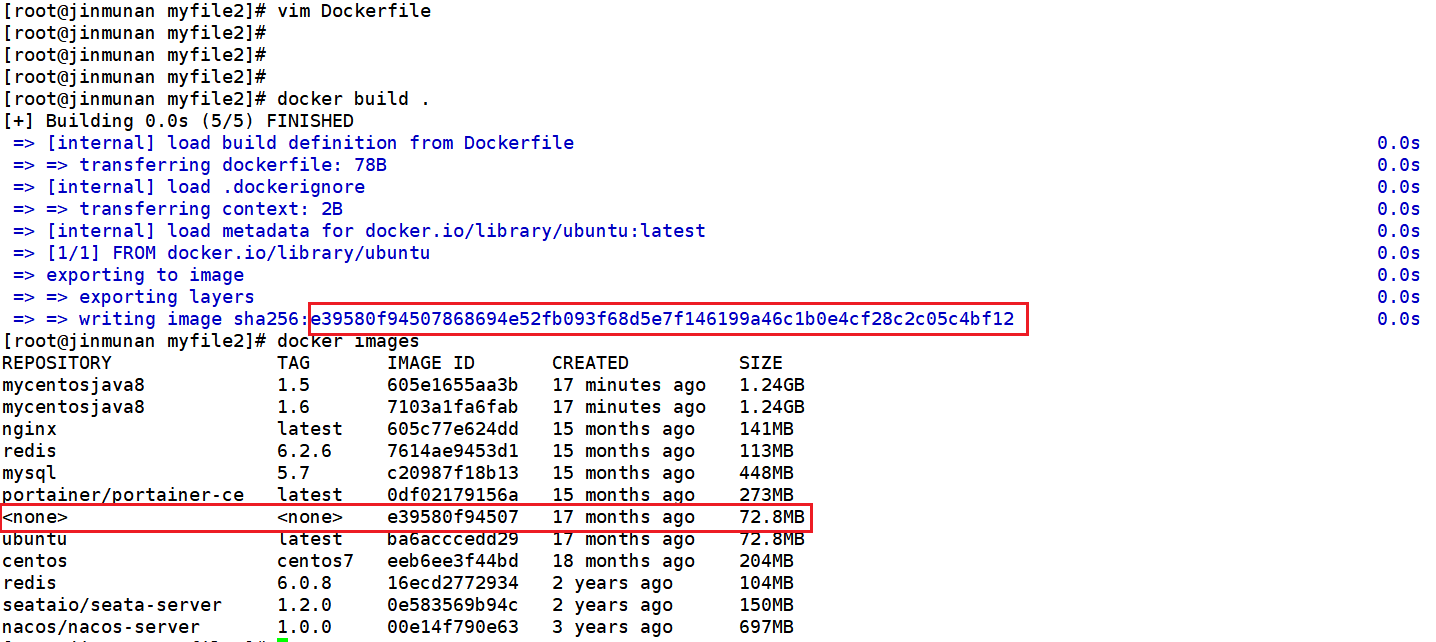 [root@jinmunan myfile2]# vim Dockerfile
[root@jinmunan myfile2]#
[root@jinmunan myfile2]#
[root@jinmunan myfile2]#
[root@jinmunan myfile2]# docker build .
[+] Building 0.0s (5/5) FINISHED
=> [internal] load build definition from Dockerfile 0.0s
=> => transferring dockerfile: 78B 0.0s
=> [internal] load .dockerignore 0.0s
=> => transferring context: 2B 0.0s
=> [internal] load metadata for docker.io/library/ubuntu:latest 0.0s
=> [1/1] FROM docker.io/library/ubuntu 0.0s
=> exporting to image 0.0s
=> => exporting layers 0.0s
=> => writing image sha256:e39580f94507868694e52fb093f68d5e7f146199a46c1b0e4cf28c2c05c4bf12 0.0s
[root@jinmunan myfile2]# docker images
REPOSITORY TAG IMAGE ID CREATED SIZE
mycentosjava8 1.5 605e1655aa3b 17 minutes ago 1.24GB
mycentosjava8 1.6 7103a1fa6fab 17 minutes ago 1.24GB
nginx latest 605c77e624dd 15 months ago 141MB
redis 6.2.6 7614ae9453d1 15 months ago 113MB
mysql 5.7 c20987f18b13 15 months ago 448MB
portainer/portainer-ce latest 0df02179156a 15 months ago 273MB
<none> <none> e39580f94507 17 months ago 72.8MB
ubuntu latest ba6acccedd29 17 months ago 72.8MB
centos centos7 eeb6ee3f44bd 18 months ago 204MB
redis 6.0.8 16ecd2772934 2 years ago 104MB
seataio/seata-server 1.2.0 0e583569b94c 2 years ago 150MB
nacos/nacos-server 1.0.0 00e14f790e63 3 years ago 697MB